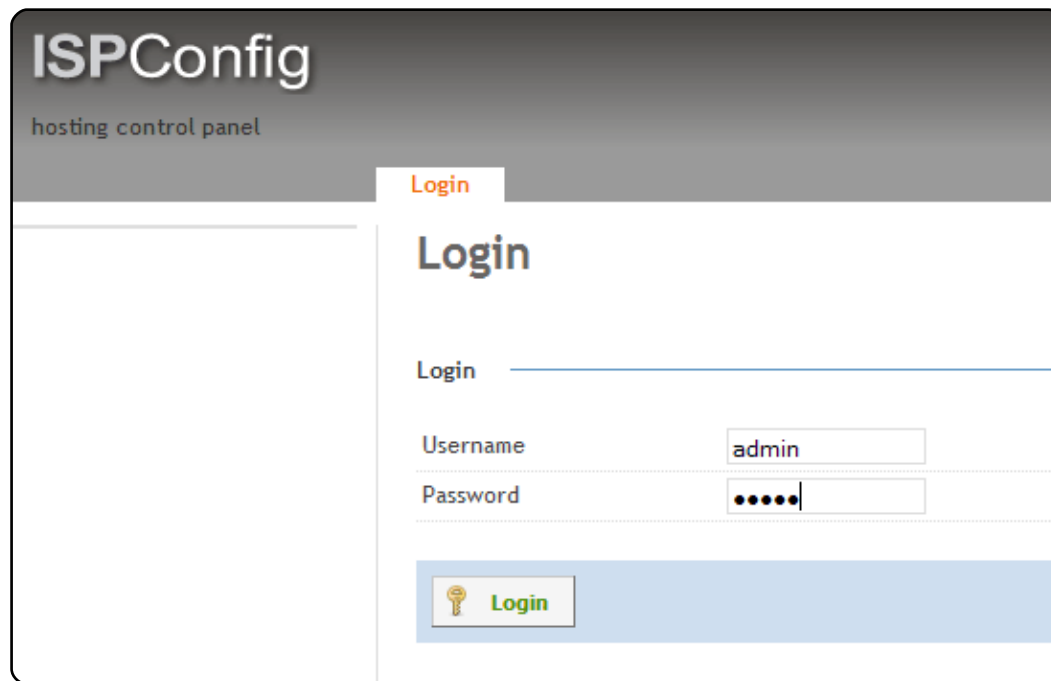 ISPConfig
hosting control panel
Login
Login
Login
Username admin
Password •••••
Login